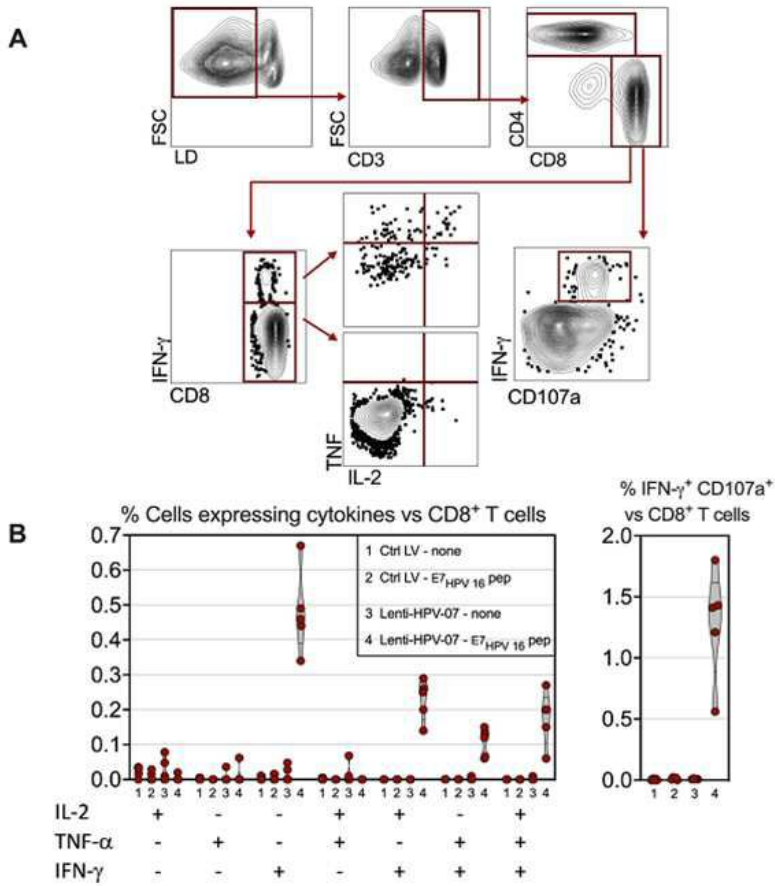 A
FSC
LD
FSC
CD3
CD4
CD8
IFN-γ
CD8
TNF
IL-2
IFN-γ
CD107a
B
% Cells expressing cytokines vs CD8+ T cells
0.7
0.6
0.5
0.4
0.3
0.2
0.1
0.0
1 Ctrl LV - none
2 Ctrl LV - E7HPV 16 pep
3 Lenti-HPV-07 - none
4 Lenti-HPV-07 - E7HPV 16 pep
1 2 3 4 1 2 3 4 1 2 3 4 1 2 3 4 1 2 3 4 1 2 3 4 1 2 3 4
IL-2 + - - + + - +
TNF-α - + - + - + +
IFN-γ - - + - + + +
% IFN-γ+ CD107a+
vs CD8+ T cells
2.0
1.5
1.0
0.5
0.0
1 2 3 4